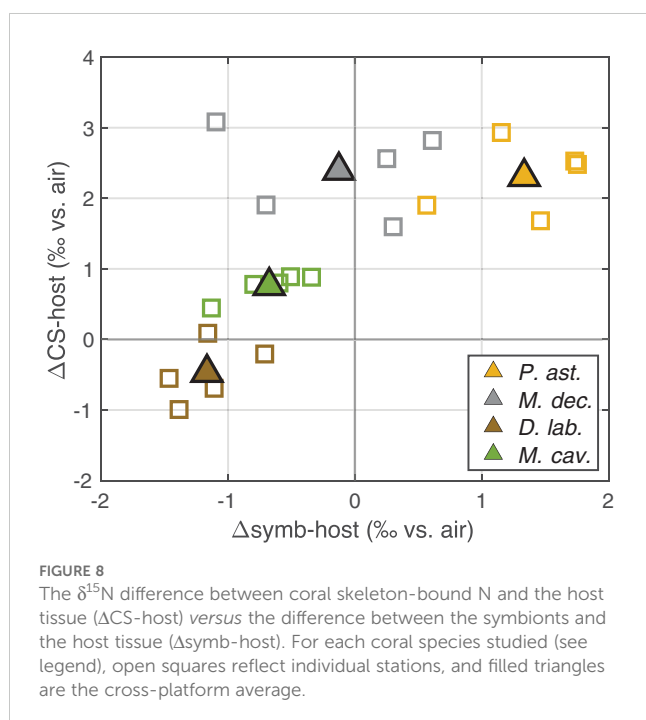 4
3
2
1
0
-1
-2
-2
-1
0
1
2
ΔCS-host (‰ vs. air)
Δsymb-host (‰ vs. air)
P. ast.
M. dec.
D. lab.
M. cav.
FIGURE 8
The δ¹⁵N difference between coral skeleton-bound N and the host
tissue (ΔCS-host) versus the difference between the symbionts and
the host tissue (Δsymb-host). For each coral species studied (see
legend), open squares reflect individual stations, and filled triangles
are the cross-platform average.